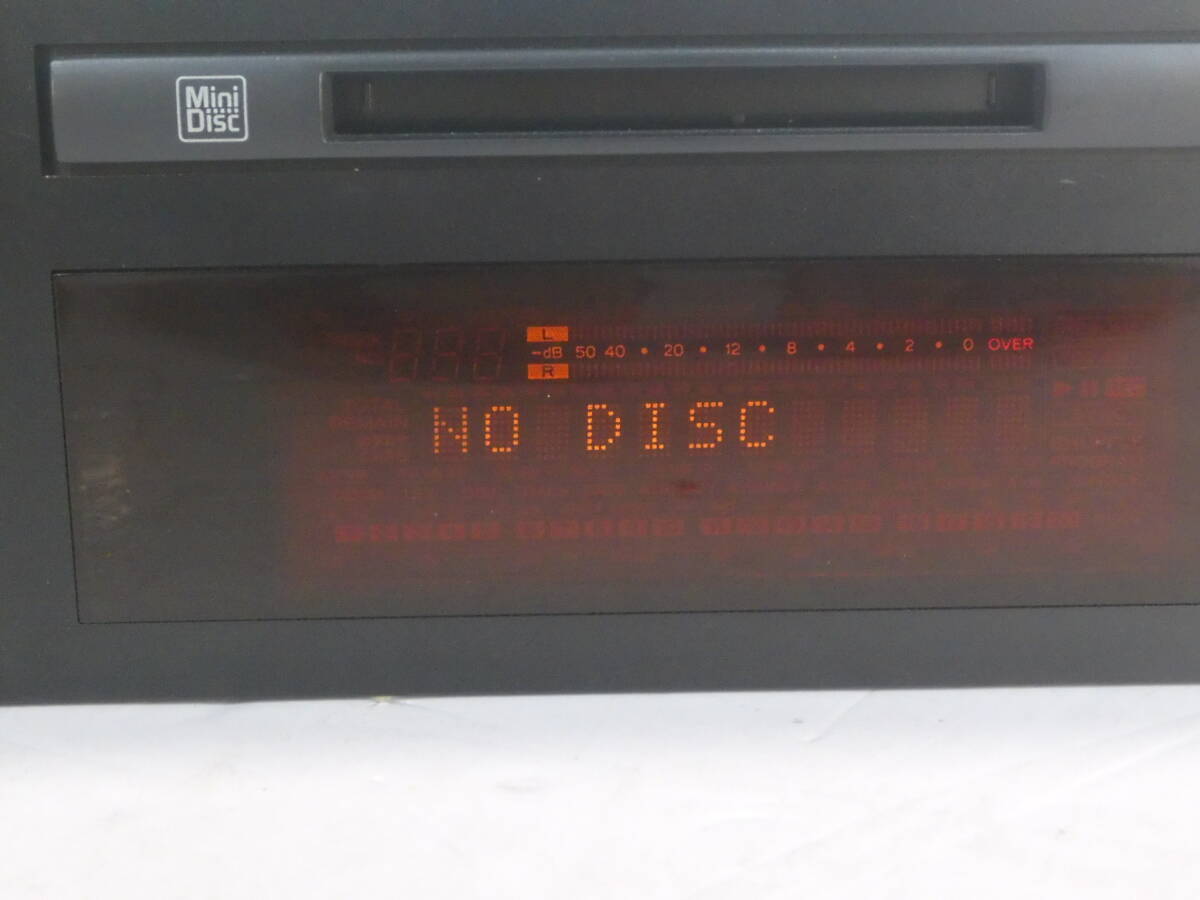 Mini
Disc
L
-dB 50 40 • 20 • 12 • 8 • 4 • 2 • 0 OVER
R
NO DISC